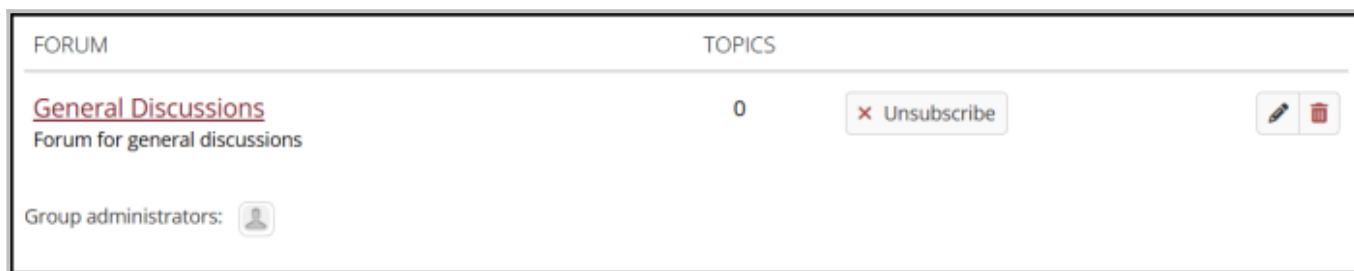 FORUM TOPICS
General Discussions 0 Unsubscribe
Forum for general discussions
Group administrators: